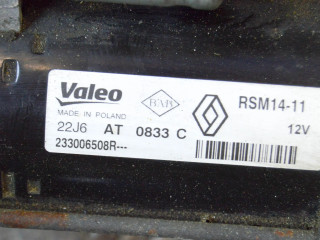 Valeo
MADE IN POLAND
RSM14-11
22J6 AT 0833 C
12V
233006508R---